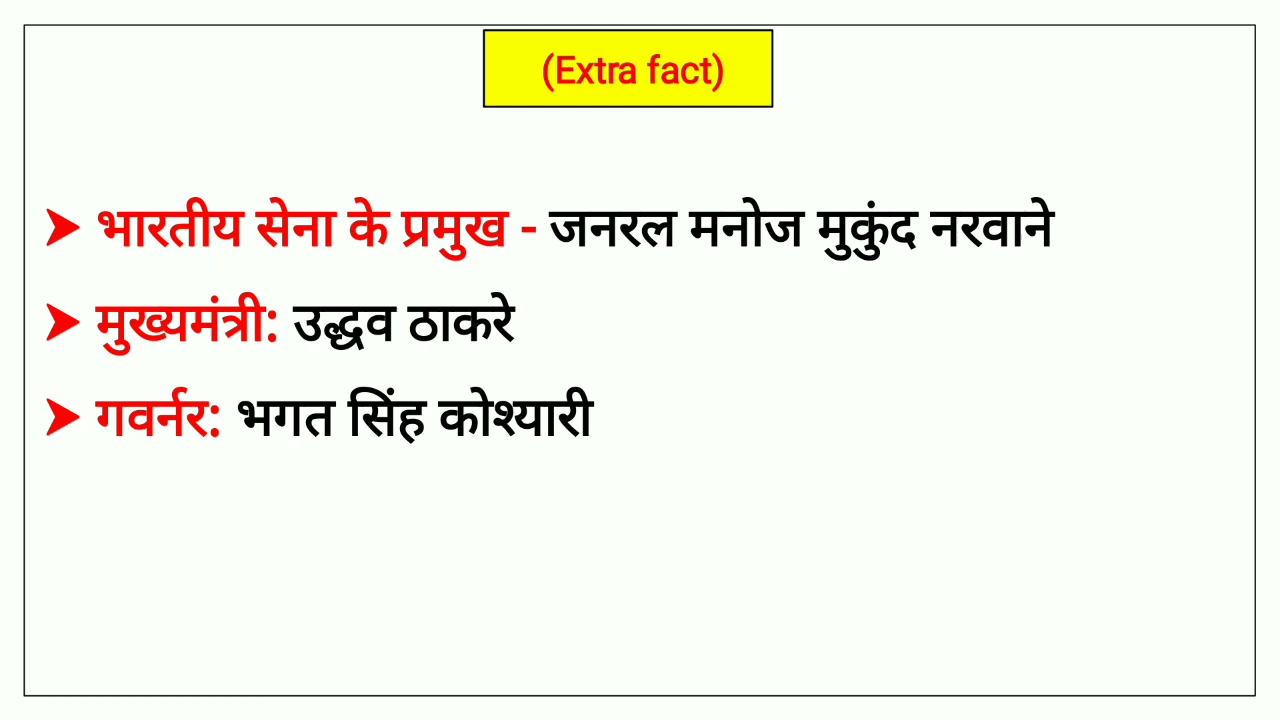 (Extra fact)
➤ भारतीय सेना के प्रमुख - जनरल मनोज मुकुंद नरवाने
➤ मुख्यमंत्री: उद्धव ठाकरे
➤ गवर्नर: भगत सिंह कोश्यारी